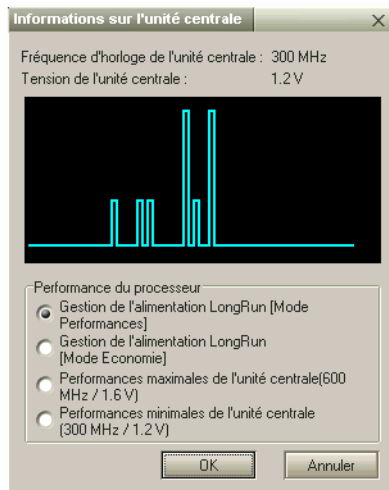 Informations sur l'unité centrale
Fréquence d'horloge de l'unité centrale : 300 MHz
Tension de l'unité centrale : 1.2 V
Performance du processeur
Gestion de l'alimentation LongRun [Mode
Performances]
Gestion de l'alimentation LongRun
[Mode Economie]
Performances maximales de l'unité centrale(600
MHz / 1.6 V)
Performances minimales de l'unité centrale
(300 MHz / 1.2 V)
OK Annuler